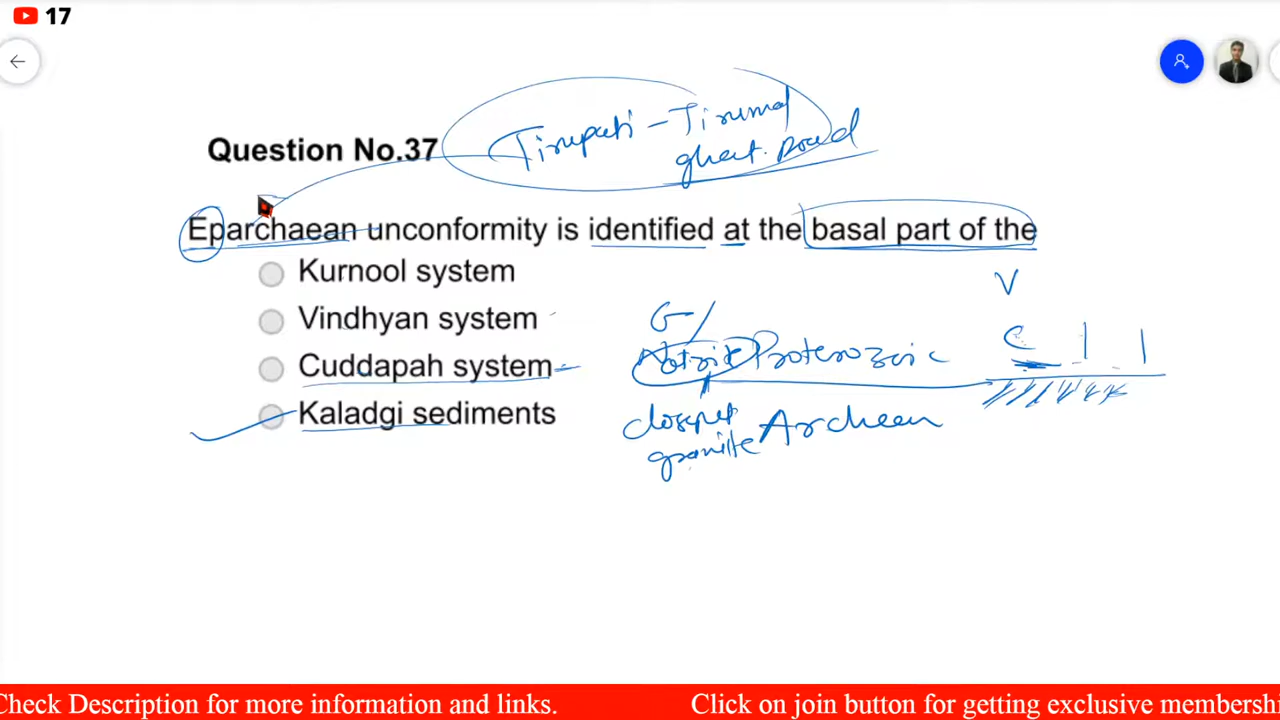 17
Tirupati - Tirumal
ghat. Road
Question No.37
Eparchaean unconformity is identified at the basal part of the
Kurnool system
V
Vindhyan system
G
Proterozoic
C
Cuddapah system
Kaladgi sediments
closepet
granite
Archean
Check Description for more information and links.
Click on join button for getting exclusive membershi